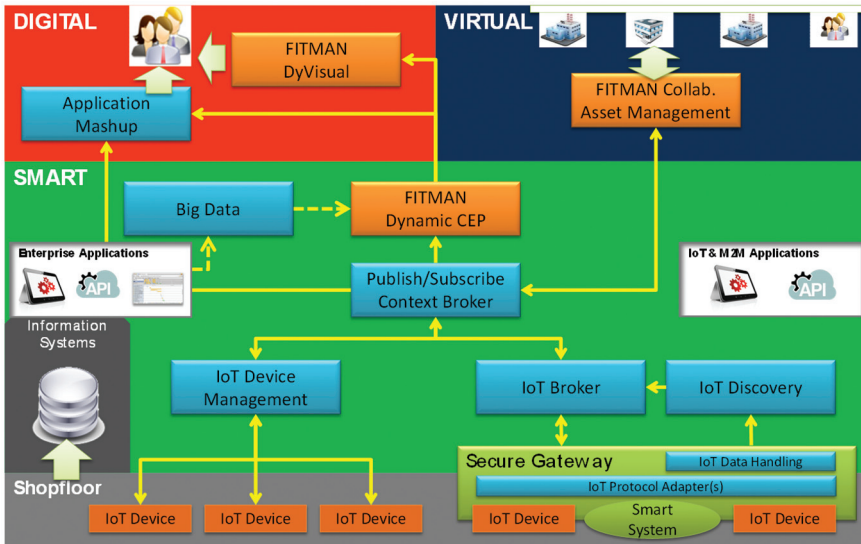 DIGITAL
VIRTUAL
FITMAN
DyVisual
Application
Mashup
FITMAN Collab.
Asset Management
SMART
Big Data
FITMAN
Dynamic CEP
Enterprise Applications
API
IoT & M2M Applications
API
Publish/Subscribe
Context Broker
Information
Systems
IoT Device
Management
IoT Broker
IoT Discovery
Secure Gateway
IoT Data Handling
IoT Protocol Adapter(s)
Shopfloor
IoT Device
IoT Device
IoT Device
IoT Device
Smart
System
IoT Device